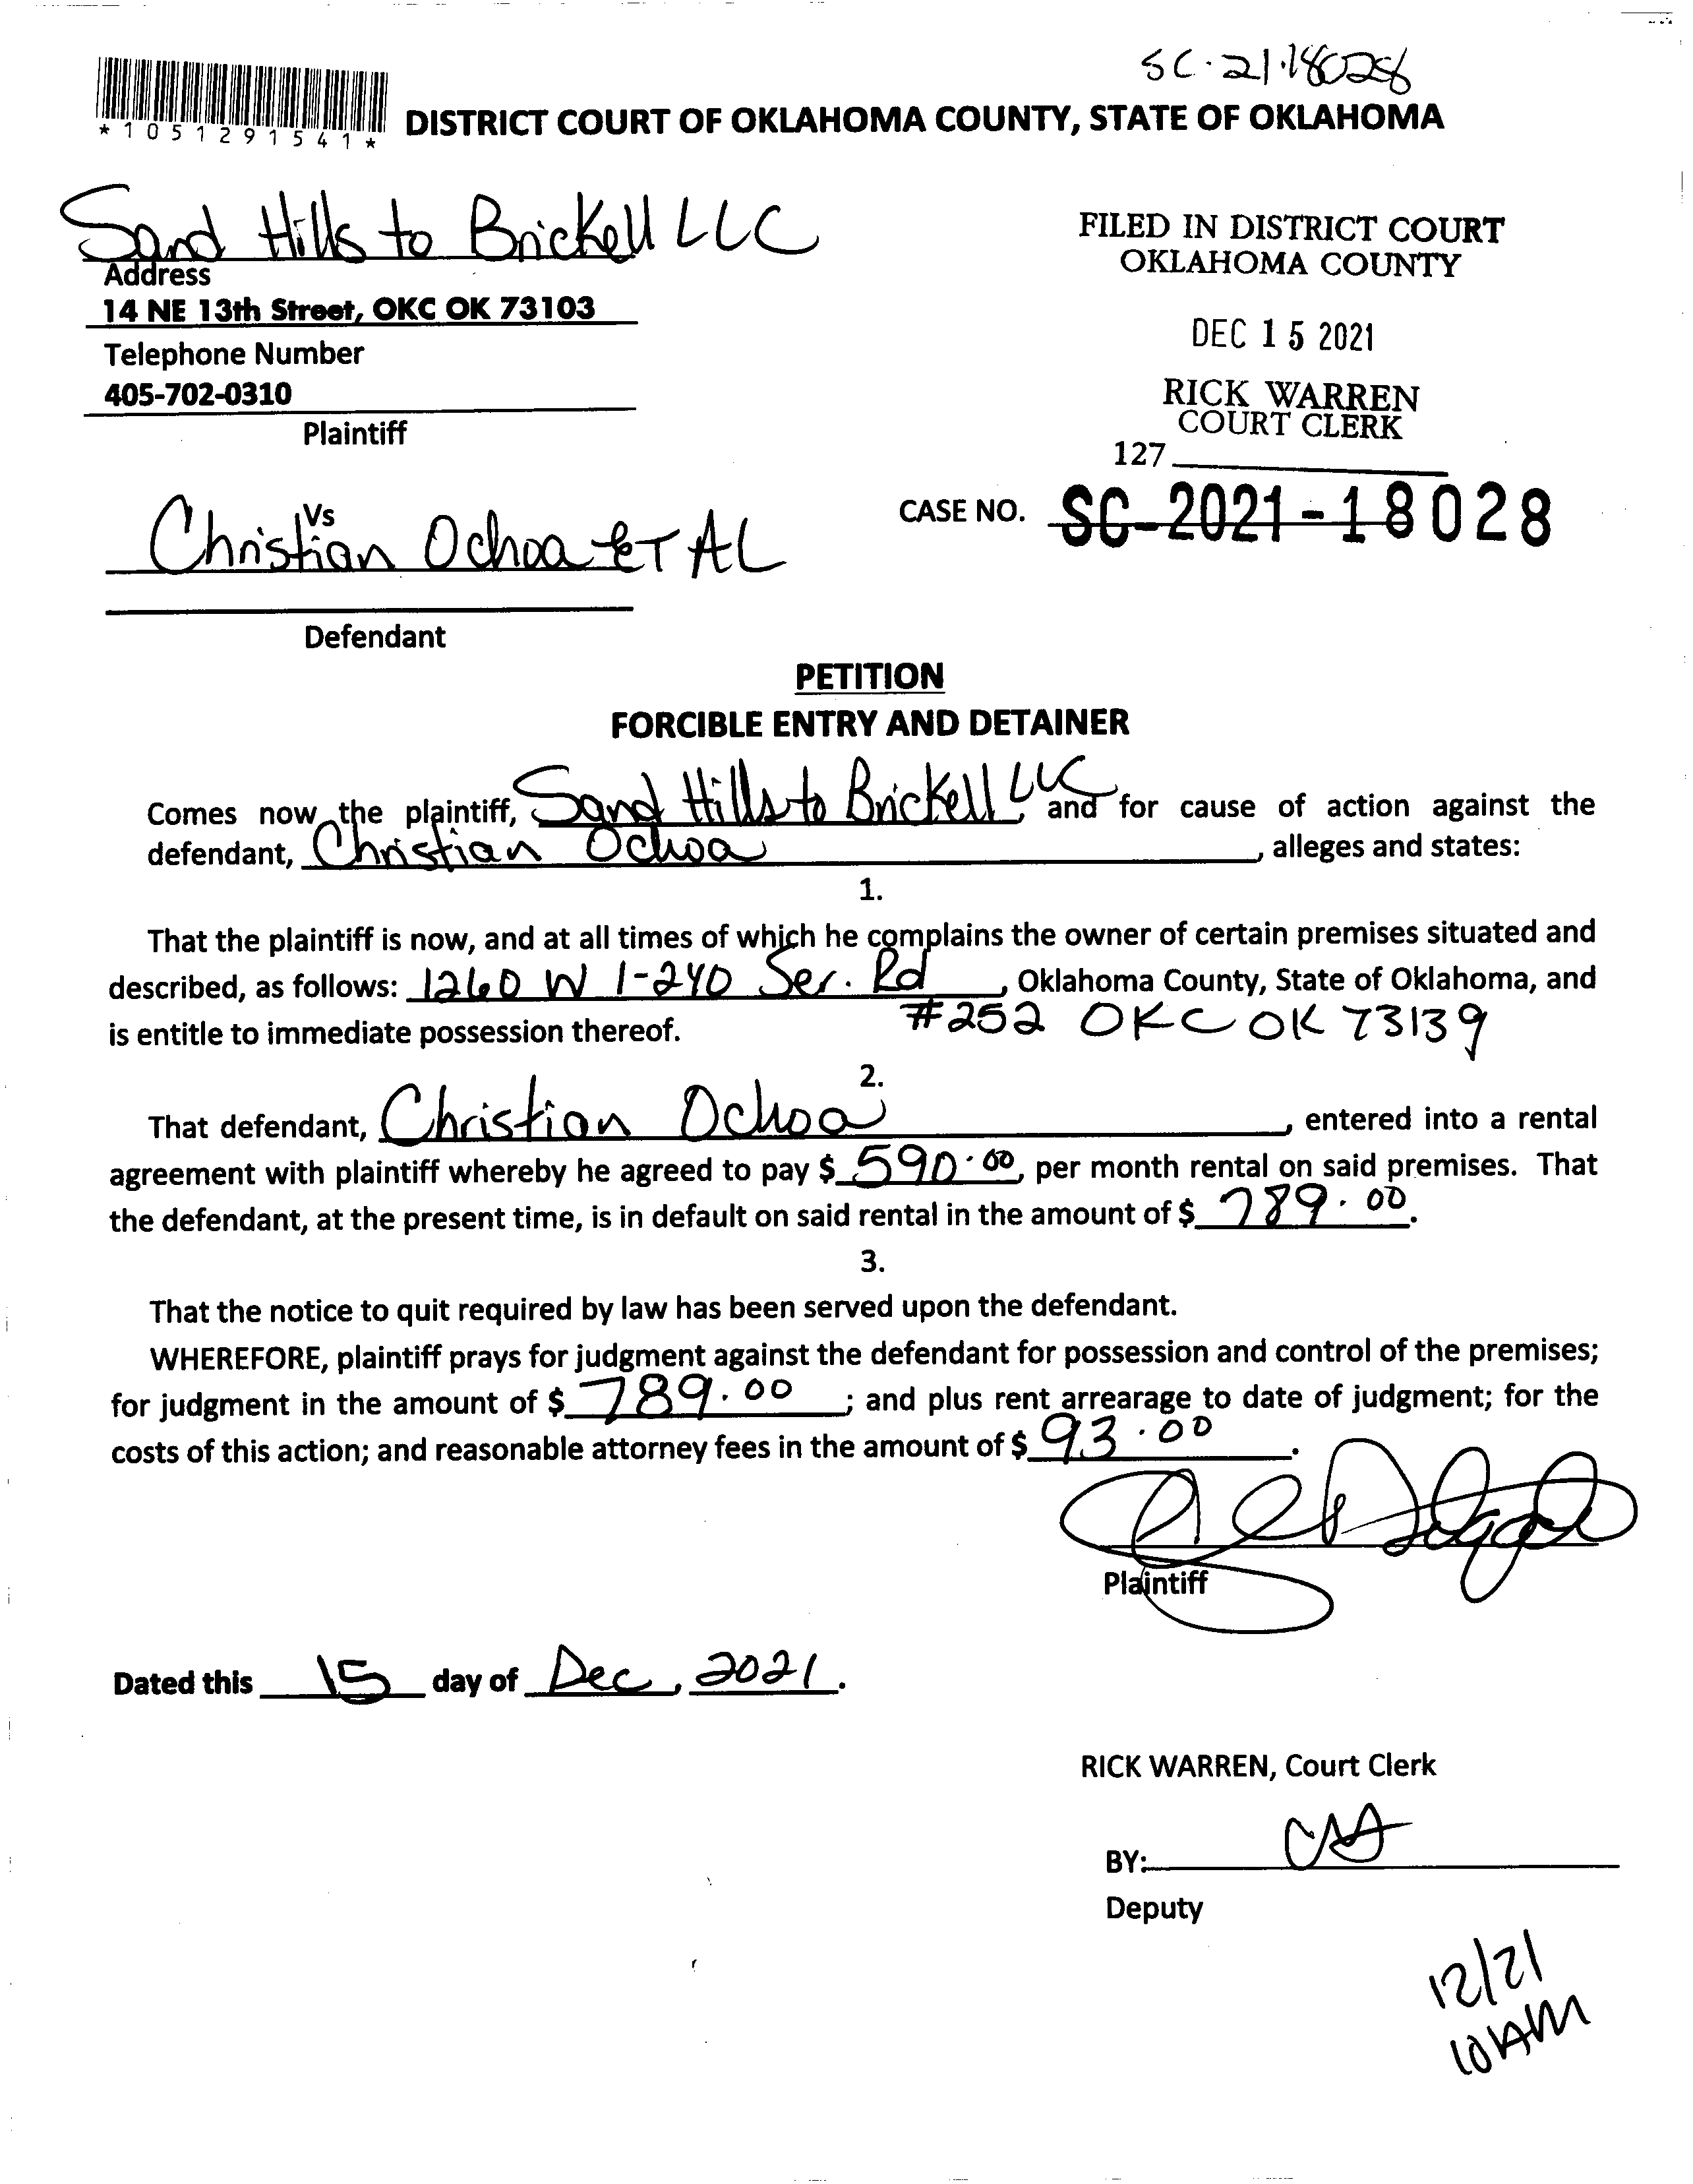 SC-21-18028
*1051291541*
DISTRICT COURT OF OKLAHOMA COUNTY, STATE OF OKLAHOMA
Sand Hills to Brickell LLC
Address
14 NE 13th Street, OKC OK 73103
Telephone Number
405-702-0310
Plaintiff
FILED IN DISTRICT COURT
OKLAHOMA COUNTY
DEC 15 2021
RICK WARREN
COURT CLERK
127
Vs
Christian Ochoa ET AL
CASE NO. SC-2021-18028
Defendant
PETITION
FORCIBLE ENTRY AND DETAINER
Comes now the plaintiff, Sand Hills to Brickell LLC, and for cause of action against the
defendant, Christian Ochoa, alleges and states:
1.
That the plaintiff is now, and at all times of which he complains the owner of certain premises situated and
described, as follows: 1260 W I-240 Ser. Rd, Oklahoma County, State of Oklahoma, and
is entitle to immediate possession thereof. #252 OKC OK 73139
2.
That defendant, Christian Ochoa, entered into a rental
agreement with plaintiff whereby he agreed to pay $ 590.00, per month rental on said premises. That
the defendant, at the present time, is in default on said rental in the amount of $ 789.00.
3.
That the notice to quit required by law has been served upon the defendant.
WHEREFORE, plaintiff prays for judgment against the defendant for possession and control of the premises;
for judgment in the amount of $ 789.00; and plus rent arrearage to date of judgment; for the
costs of this action; and reasonable attorney fees in the amount of $ 93.00.
Plaintiff
Dated this 15 day of Dec, 2021.
RICK WARREN, Court Clerk
BY:
Deputy
12/21
10AM